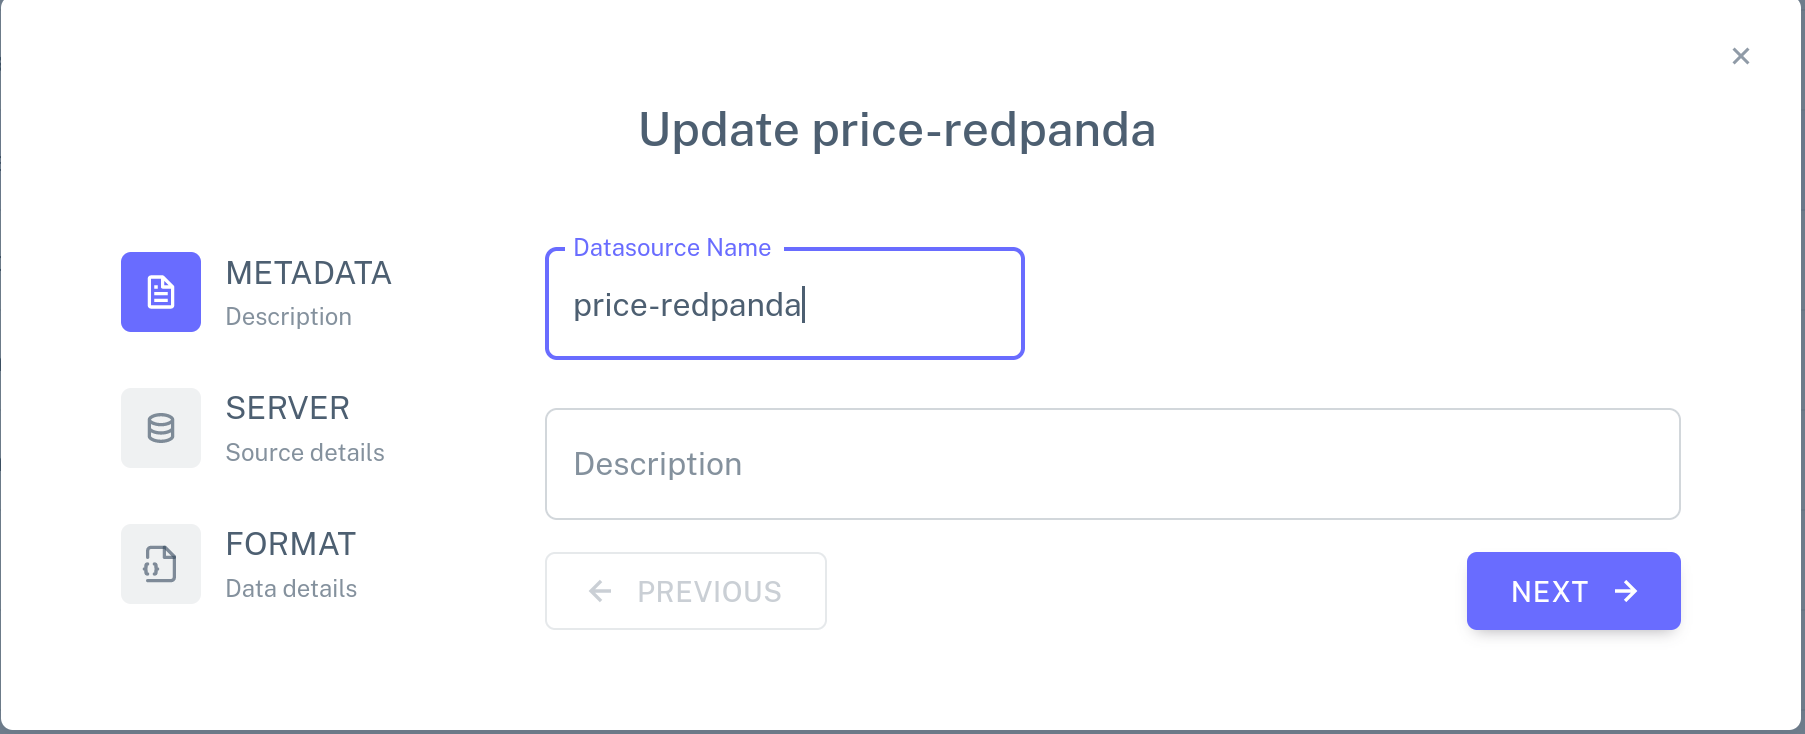 Update price-redpanda
METADATA
Description
SERVER
Source details
FORMAT
Data details
Datasource Name
price-redpanda
Description
PREVIOUS
NEXT